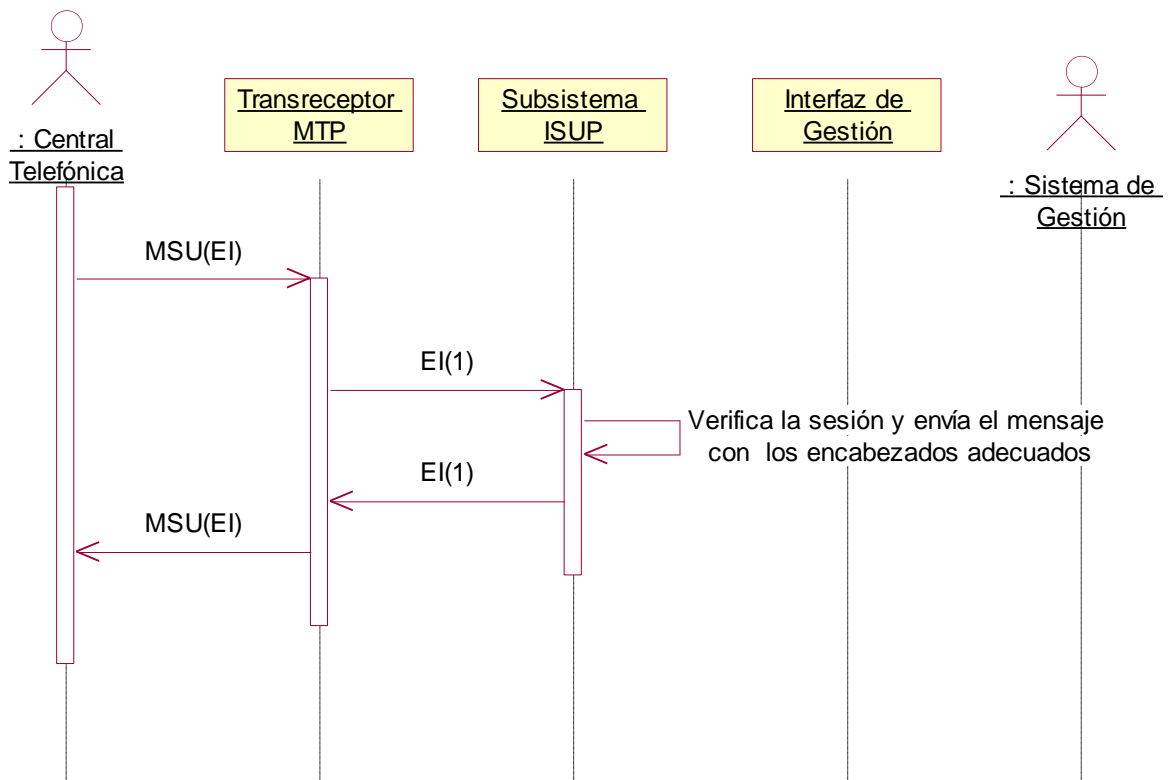 : Central
Telefónica
Transreceptor
MTP
Subsistema
ISUP
Interfaz de
Gestión
: Sistema de
Gestión
MSU(EI)
EI(1)
Verifica la sesión y envía el mensaje
con los encabezados adecuados
EI(1)
MSU(EI)